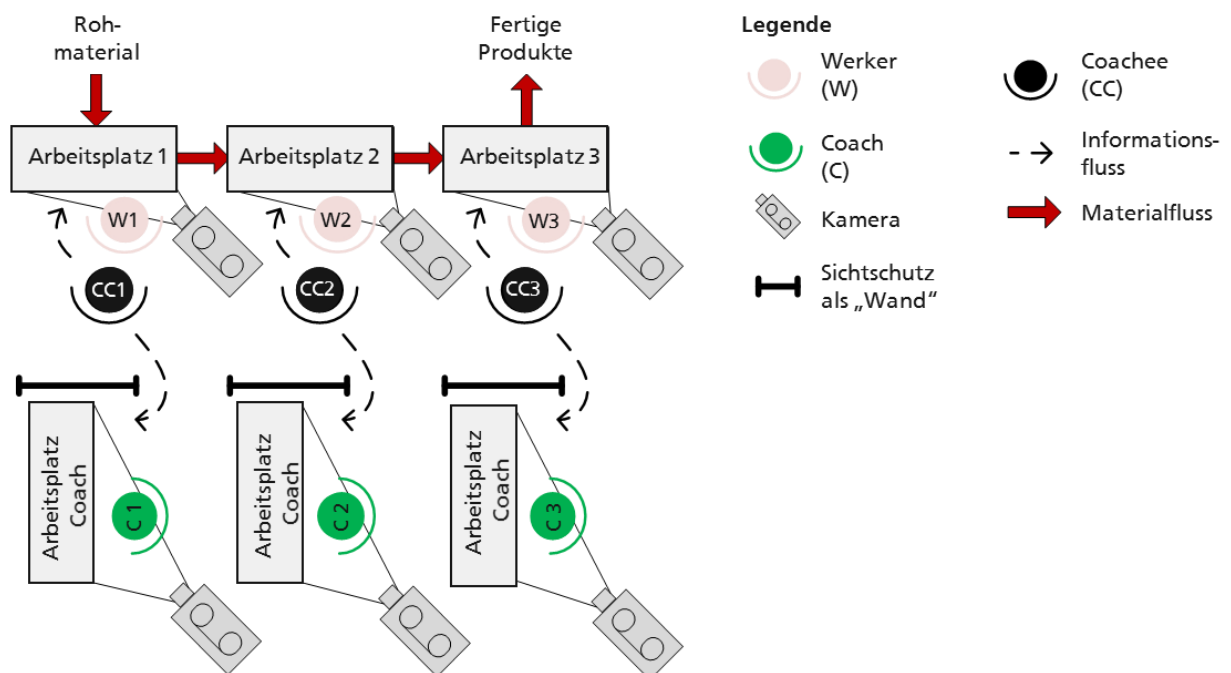 Roh-
material
Fertige
Produkte
Arbeitsplatz 1
Arbeitsplatz 2
Arbeitsplatz 3
W1
W2
W3
CC1
CC2
CC3
Arbeitsplatz
Coach
C 1
Arbeitsplatz
Coach
C 2
Arbeitsplatz
Coach
C 3
Legende
Werker
(W)
Coach
(C)
Kamera
Sichtschutz
als „Wand“
Coachee
(CC)
Informations-
fluss
Materialfluss